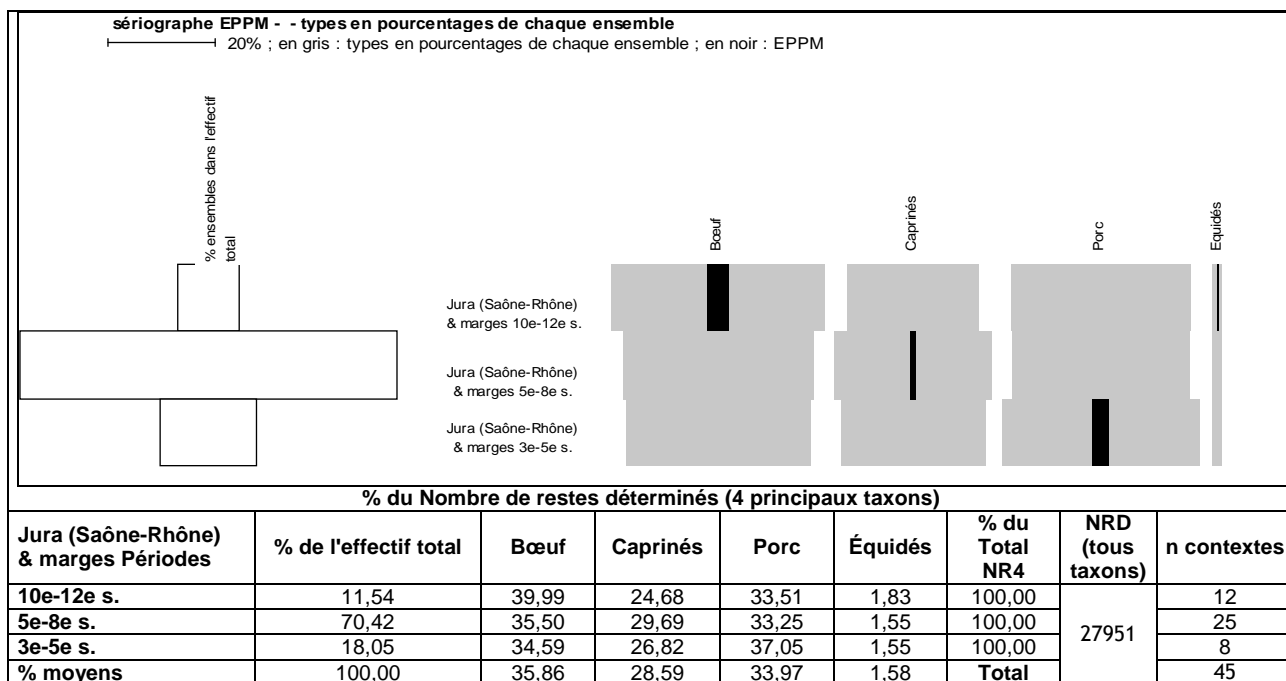 sériographe EPPM - - types en pourcentages de chaque ensemble
20% ; en gris : types en pourcentages de chaque ensemble ; en noir : EPPM
% ensembles dans l'effectif
total
Bœuf
Caprinés
Porc
Equidés
Jura (Saône-Rhône)
& marges 10e-12e s.
Jura (Saône-Rhône)
& marges 5e-8e s.
Jura (Saône-Rhône)
& marges 3e-5e s.
% du Nombre de restes déterminés (4 principaux taxons)
Jura (Saône-Rhône) & marges Périodes | % de l'effectif total | Bœuf | Caprinés | Porc | Équidés | % du Total NR4 | NRD (tous taxons) | n contextes
10e-12e s. | 11,54 | 39,99 | 24,68 | 33,51 | 1,83 | 100,00 | 27951 | 12
5e-8e s. | 70,42 | 35,50 | 29,69 | 33,25 | 1,55 | 100,00 | 25
3e-5e s. | 18,05 | 34,59 | 26,82 | 37,05 | 1,55 | 100,00 | 8
% moyens | 100,00 | 35,86 | 28,59 | 33,97 | 1,58 | Total | 45